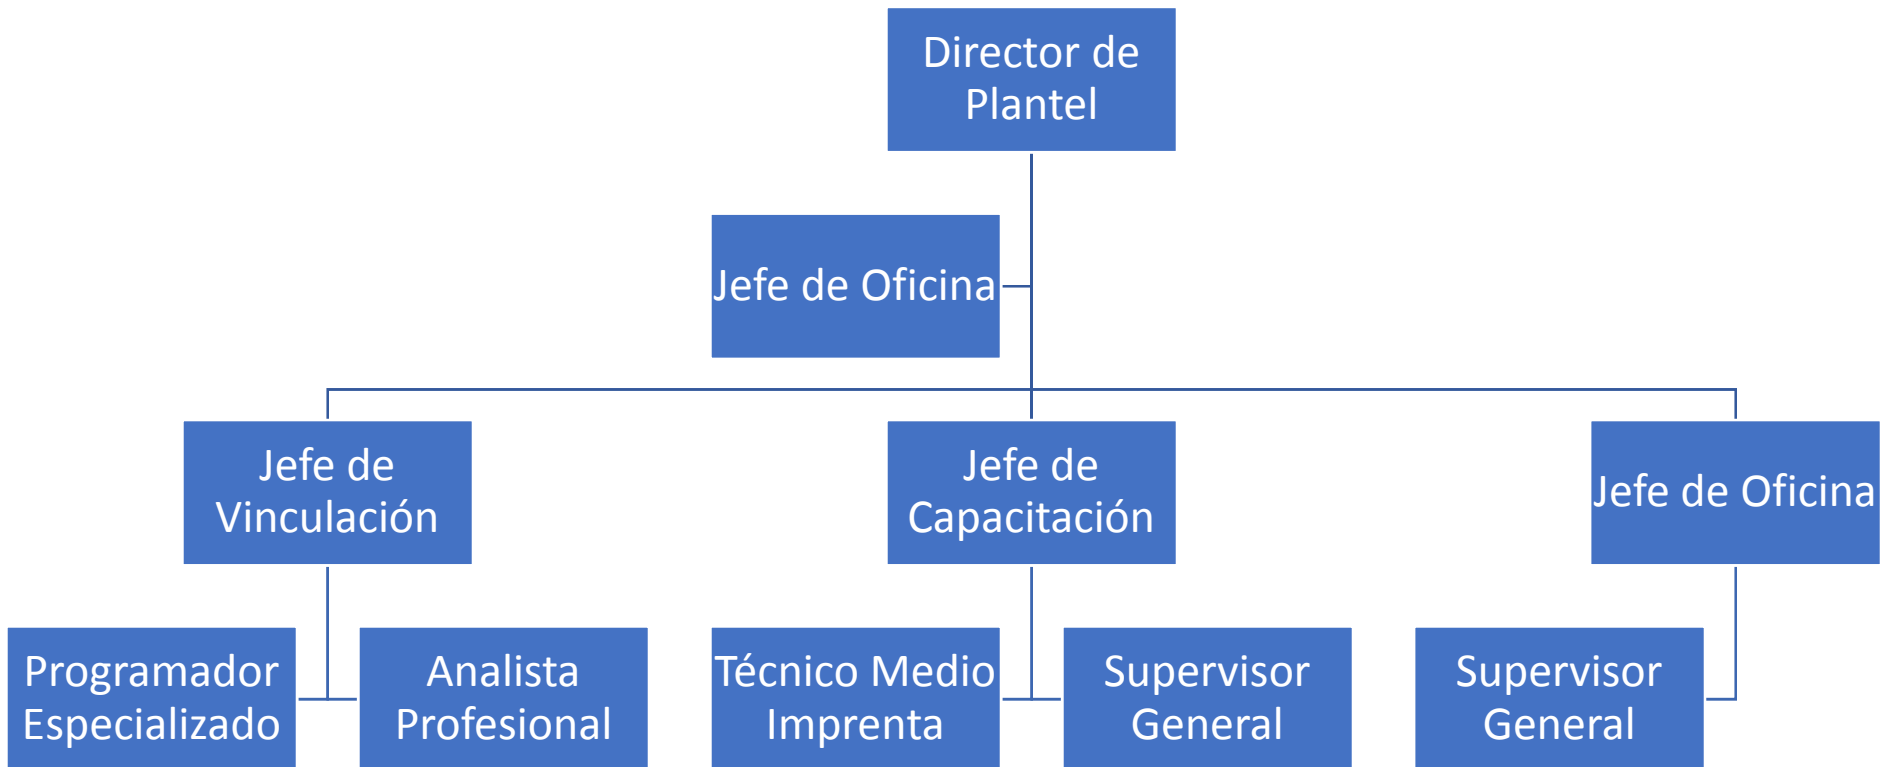 Director de
Plantel
Jefe de Oficina
Jefe de
Vinculación
Jefe de
Capacitación
Jefe de Oficina
Programador
Especializado
Analista
Profesional
Técnico Medio
Imprenta
Supervisor
General
Supervisor
General